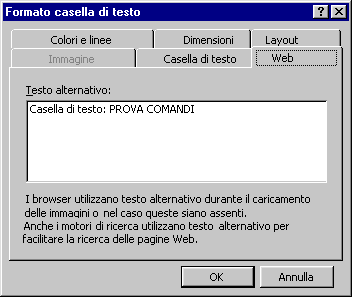 Formato casella di testo
Colori e linee Dimensioni Layout
Immagine Casella di testo Web
Testo alternativo:
Casella di testo: PROVA COMANDI
I browser utilizzano testo alternativo durante il caricamento
delle immagini o nel caso queste siano assenti.
Anche i motori di ricerca utilizzano testo alternativo per
facilitare la ricerca delle pagine Web.
OK Annulla